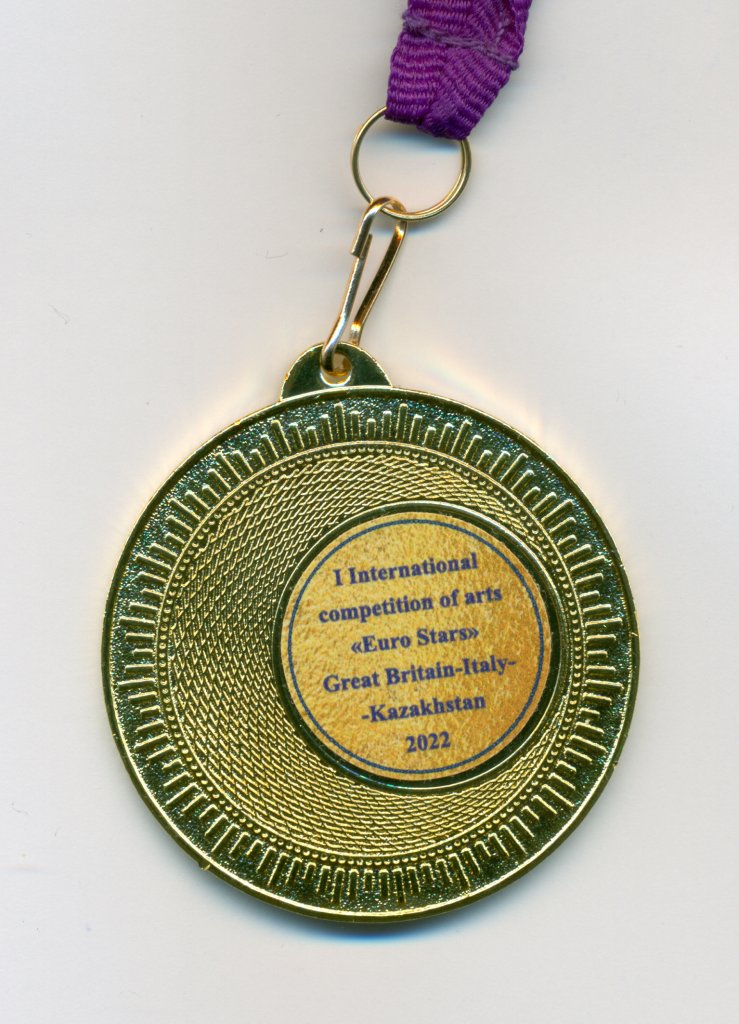 I International
competition of arts
«Euro Stars»
Great Britain-Italy-
-Kazakhstan
2022